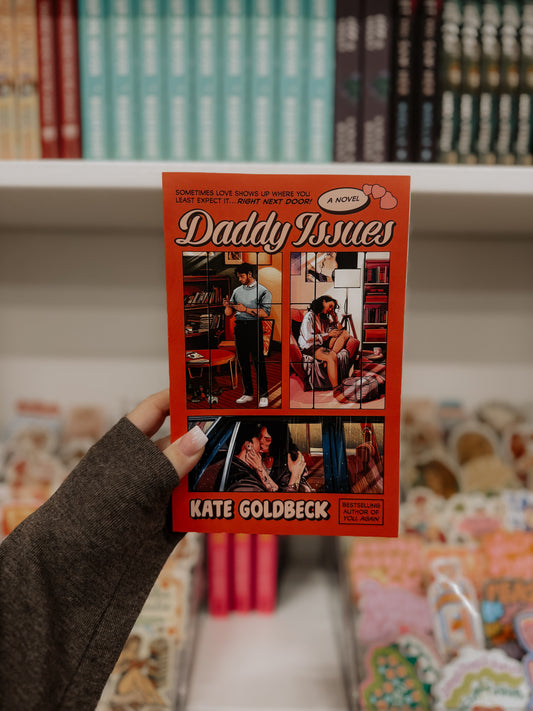 SOMETIMES LOVE SHOWS UP WHERE YOU
LEAST EXPECT IT... RIGHT NEXT DOOR!
A NOVEL
Daddy Issues
KATE GOLDBECK
BESTSELLING
AUTHOR OF
YOU, AGAIN